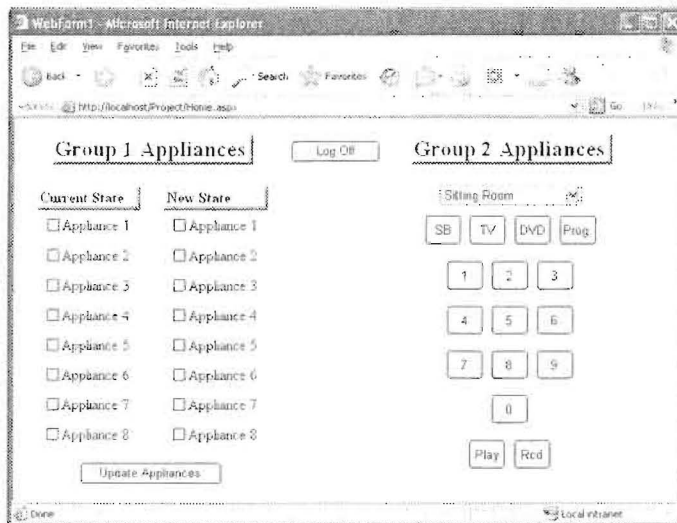 WebForm1 - Microsoft Internet Explorer
File Edit View Favorites Tools Help
Back Search Favorites
http://localhost/Project/Home.aspx Go
Group 1 Appliances Log Off Group 2 Appliances
Current State New State Sitting Room
Appliance 1 Appliance 1 SB TV DVD Prog
Appliance 2 Appliance 2
Appliance 3 Appliance 3 1 2 3
Appliance 4 Appliance 4 4 5 6
Appliance 5 Appliance 5
Appliance 6 Appliance 6 7 8 9
Appliance 7 Appliance 7 0
Appliance 8 Appliance 8
Update Appliances Play Rcd
Done Local intranet